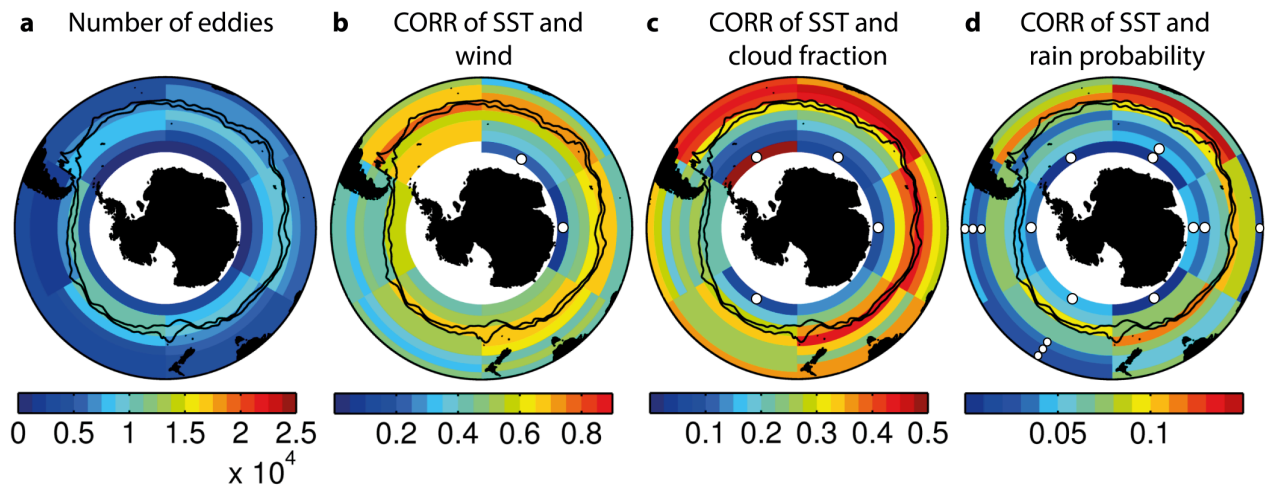 a Number of eddies
b CORR of SST and
wind
c CORR of SST and
cloud fraction
d CORR of SST and
rain probability
0 0.5 1 1.5 2 2.5
x 10⁴
0.2 0.4 0.6 0.8
0.1 0.2 0.3 0.4 0.5
0.05 0.1